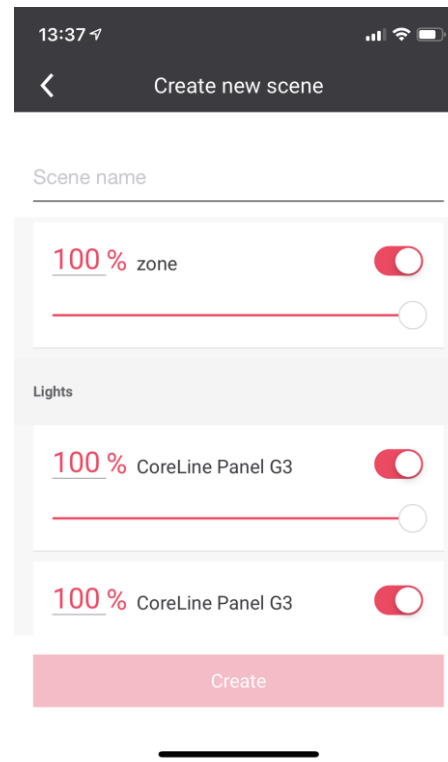 13:37
Create new scene
Scene name
100 % zone
Lights
100 % CoreLine Panel G3
100 % CoreLine Panel G3
Create